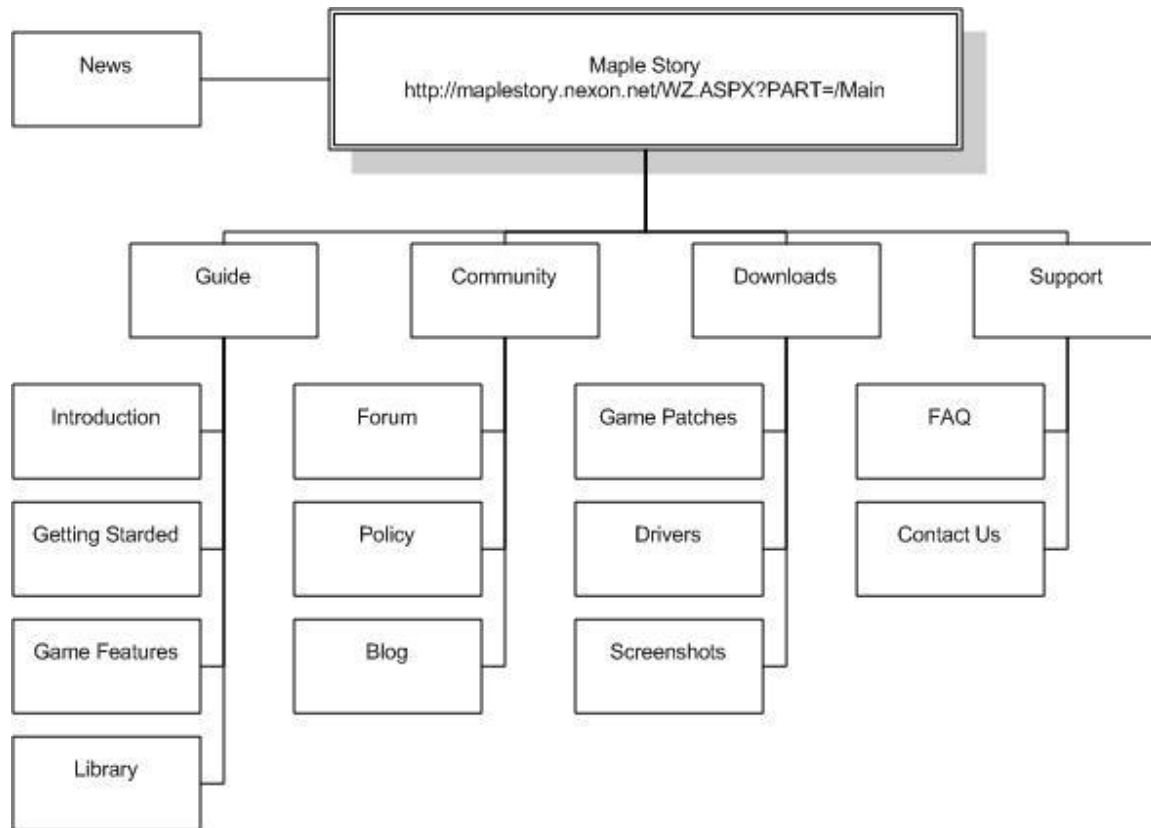 News
Maple Story
http://maplestory.nexon.net/WZ.ASPX?PART=/Main
Guide
Community
Downloads
Support
Introduction
Forum
Game Patches
FAQ
Getting Starded
Policy
Drivers
Contact Us
Game Features
Blog
Screenshots
Library